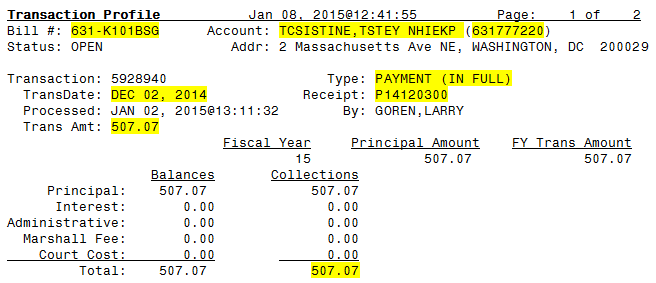 Transaction Profile Jan 08, 2015@12:41:55 Page: 1 of 2
Bill #: 631-K101BSG Account: TCSISTINE,TSTEY NHIEKP (631777220)
Status: OPEN Addr: 2 Massachusetts Ave NE, WASHINGTON, DC 200029
Transaction: 5928940 Type: PAYMENT (IN FULL)
TransDate: DEC 02, 2014 Receipt: P14120300
Processed: JAN 02, 2015@13:11:32 By: GOREN,LARRY
Trans Amt: 507.07
Fiscal Year Principal Amount FY Trans Amount
15 507.07 507.07
Balances Collections
Principal: 507.07 507.07
Interest: 0.00 0.00
Administrative: 0.00 0.00
Marshall Fee: 0.00 0.00
Court Cost: 0.00 0.00
Total: 507.07 507.07